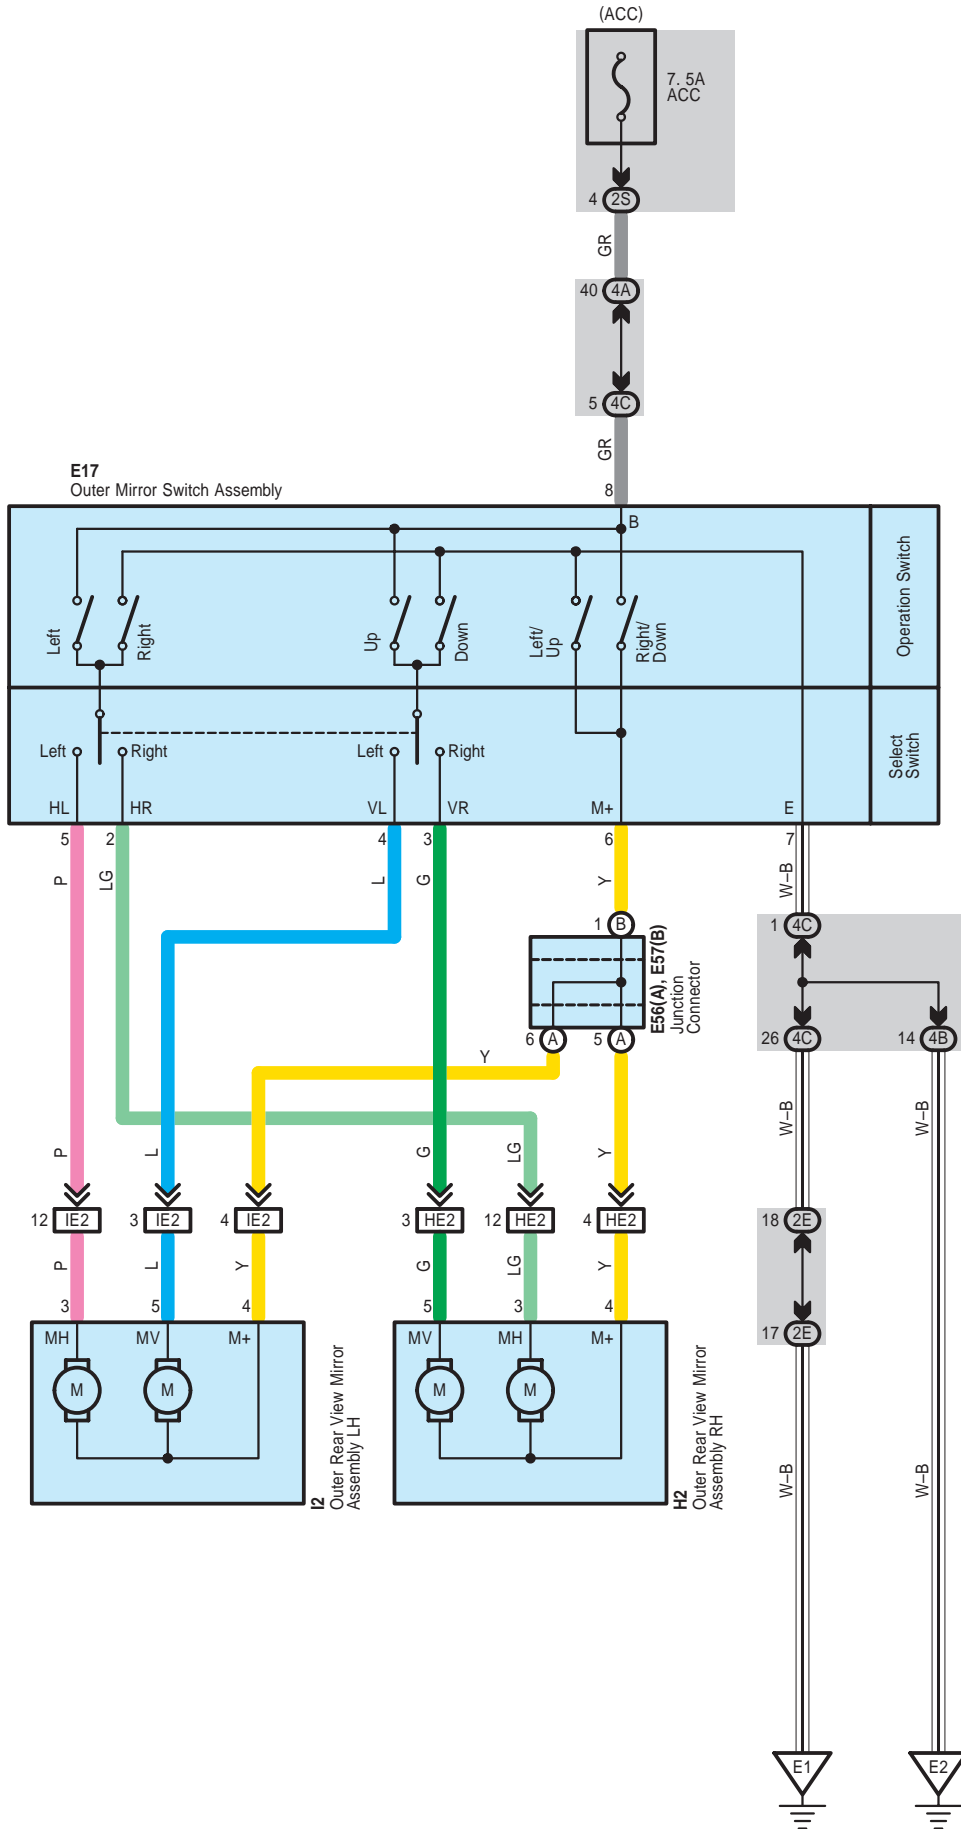 (ACC)
7. 5A
ACC
4 2S
GR
40 4A
5 4C
GR
E17
Outer Mirror Switch Assembly
8
B
Left
Right
Up
Down
Left/
Up
Right/
Down
Operation Switch
Left
Right
Left
Right
Select
Switch
HL HR VL VR M+ E
5 2 4 3 6 7
P LG L G Y W–B
1 B
1 4C
E56(A), E57(B)
Junction
Connector
6 A 5 A
26 4C 14 4B
Y
P L G LG Y W–B W–B
12 IE2 3 IE2 4 IE2 3 HE2 12 HE2 4 HE2 18 2E
P L Y G LG Y
3 5 4 5 3 4
17 2E
MH MV M+ MV MH M+
M M M M
I2
Outer Rear View Mirror
Assembly LH
H2
Outer Rear View Mirror
Assembly RH
W–B W–B
E1 E2